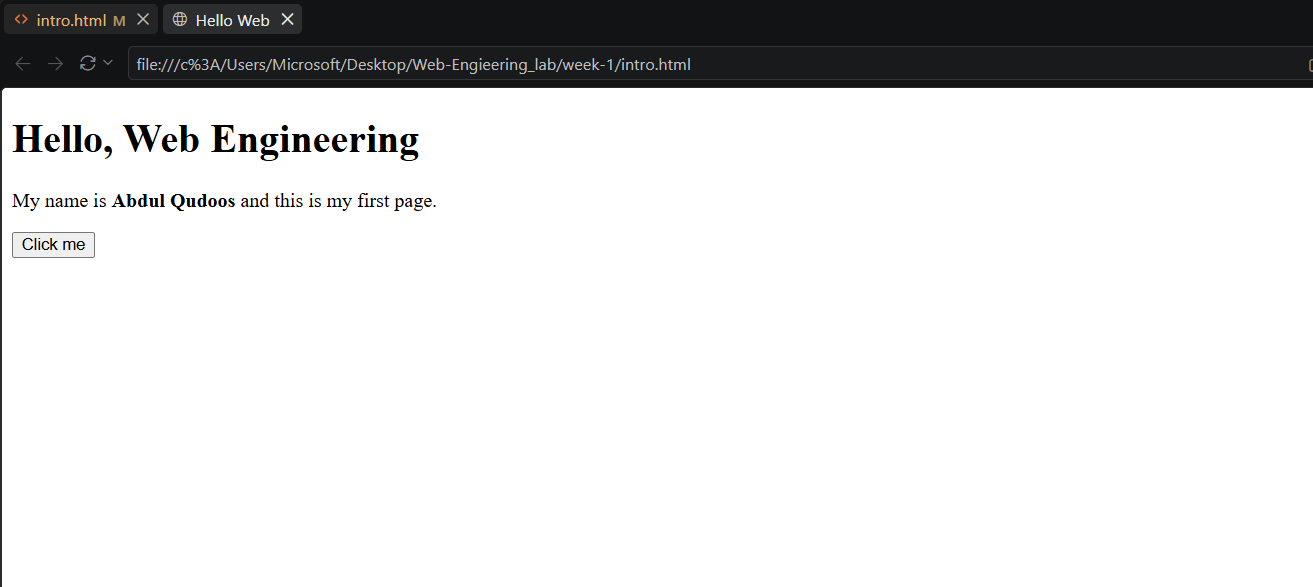 intro.html M
Hello Web
file:///c%3A/Users/Microsoft/Desktop/Web-Engieering_lab/week-1/intro.html
Hello, Web Engineering
My name is Abdul Qudoos and this is my first page.
Click me